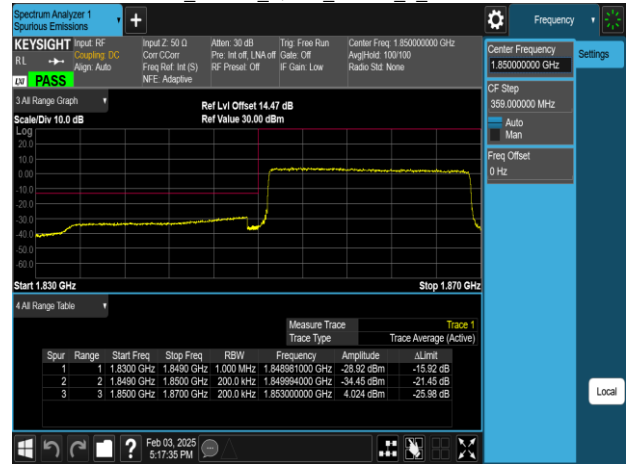 Spectrum Analyzer 1
Spurious Emissions
Frequency
KEYSIGHT
RL
Input: RF
Coupling: DC
Align: Auto
Input Z: 50 Ω
Corr CCorr
Freq Ref: Int (S)
NFE: Adaptive
Atten: 30 dB
Pre: Int off, LNA off
RF Preset: Off
Trig: Free Run
Gate: Off
IF Gain: Low
Center Freq: 1.850000000 GHz
Avg|Hold: 100/100
Radio Std: None
LXI PASS
Center Frequency
1.850000000 GHz
Settings
CF Step
359.000000 MHz
Auto
Man
Freq Offset
0 Hz
3 All Range Graph
Ref Lvl Offset 14.47 dB
Scale/Div 10.0 dB
Ref Value 30.00 dBm
Log
20.0
10.0
0.00
-10.0
-20.0
-30.0
-40.0
-50.0
-60.0
Start 1.830 GHz
Stop 1.870 GHz
4 All Range Table
Measure Trace Trace 1
Trace Type Trace Average (Active)
Spur Range Start Freq Stop Freq RBW Frequency Amplitude ΔLimit
1 1 1.8300 GHz 1.8490 GHz 1.000 MHz 1.848981000 GHz -28.92 dBm -15.92 dB
2 2 1.8490 GHz 1.8500 GHz 200.0 kHz 1.849994000 GHz -34.45 dBm -21.45 dB
3 3 1.8500 GHz 1.8700 GHz 200.0 kHz 1.853000000 GHz 4.024 dBm -25.98 dB
Local
Feb 03, 2025
5:17:35 PM